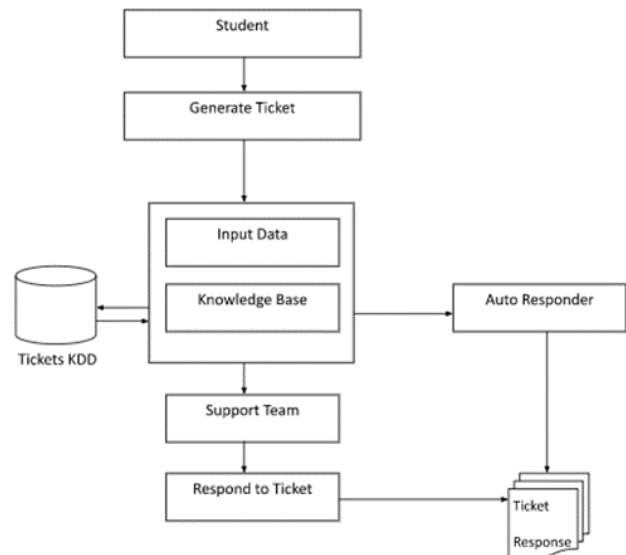 Student
Generate Ticket
Input Data
Knowledge Base
Tickets KDD
Auto Responder
Support Team
Respond to Ticket
Ticket
Response